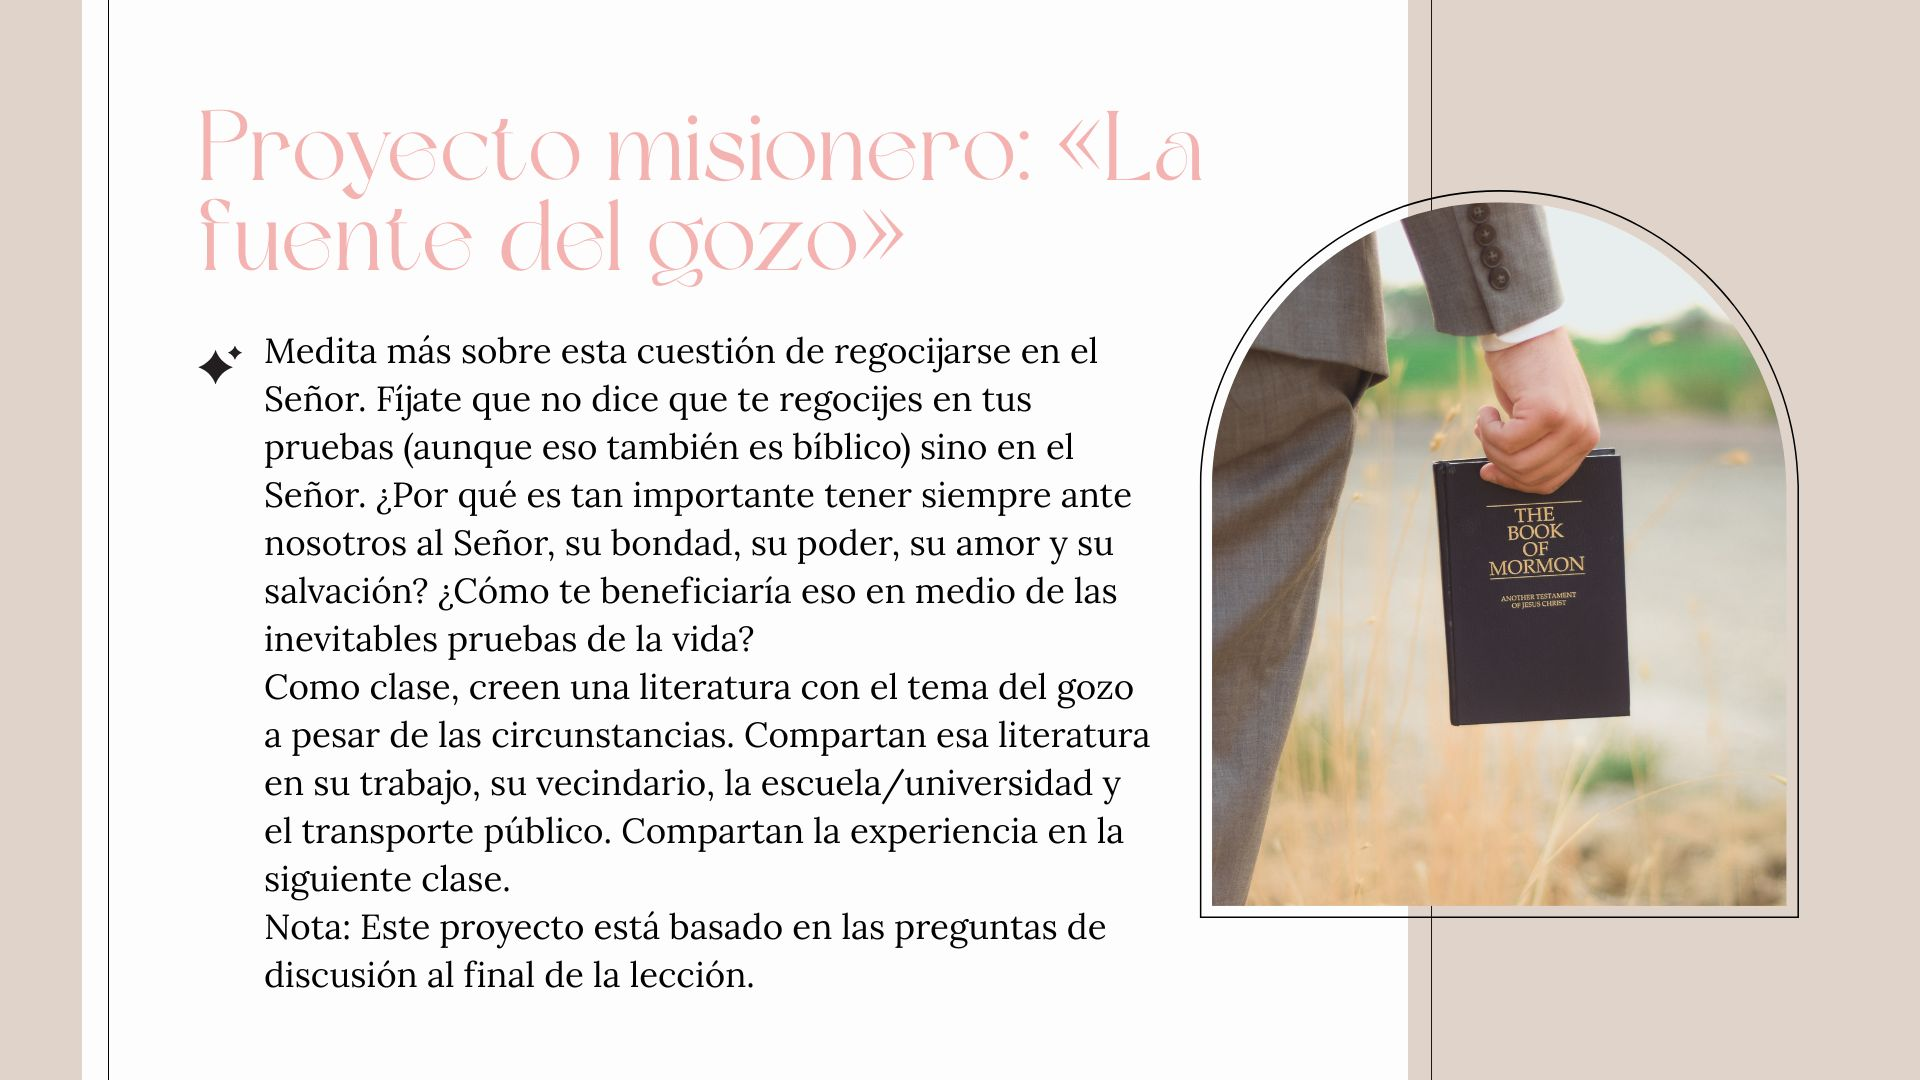 Proyecto misionero: «La
fuente del gozo»
Medita más sobre esta cuestión de regocijarse en el
Señor. Fíjate que no dice que te regocijes en tus
pruebas (aunque eso también es bíblico) sino en el
Señor. ¿Por qué es tan importante tener siempre ante
nosotros al Señor, su bondad, su poder, su amor y su
salvación? ¿Cómo te beneficiaría eso en medio de las
inevitables pruebas de la vida?
Como clase, creen una literatura con el tema del gozo
a pesar de las circunstancias. Compartan esa literatura
en su trabajo, su vecindario, la escuela/universidad y
el transporte público. Compartan la experiencia en la
siguiente clase.
Nota: Este proyecto está basado en las preguntas de
discusión al final de la lección.
THE
BOOK
OF
MORMON
ANOTHER TESTAMENT
OF JESUS CHRIST